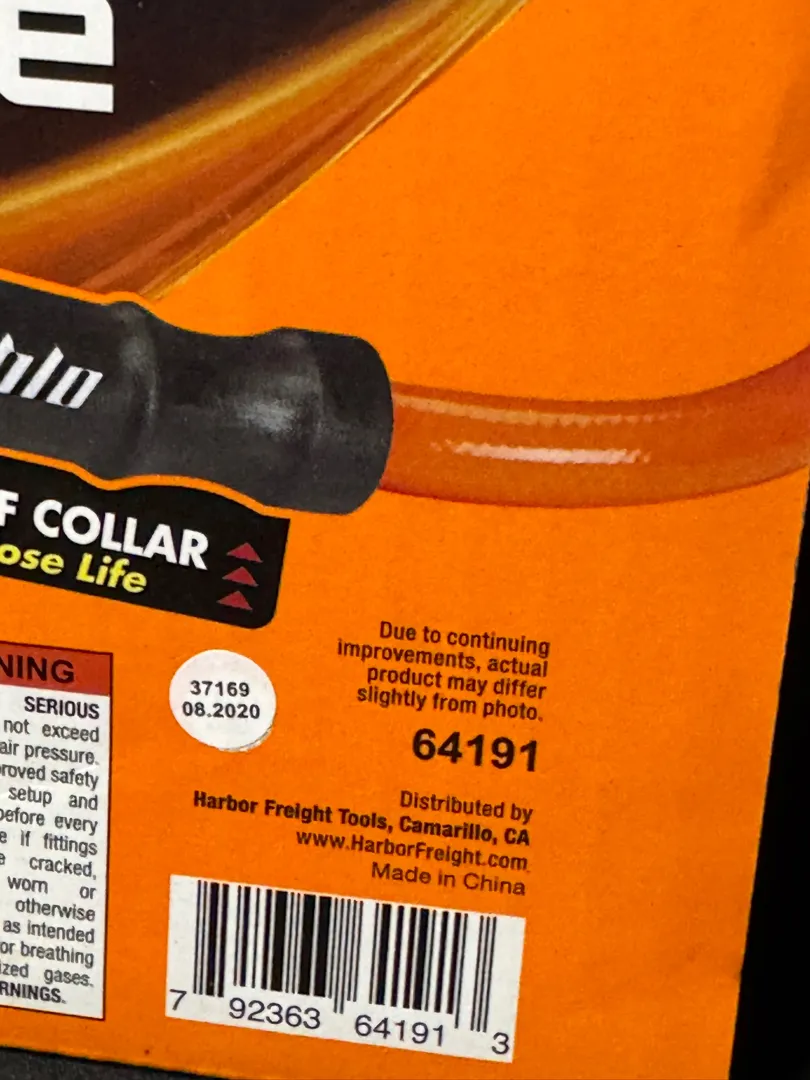 e
F COLLAR
ose Life
NING
SERIOUS
not exceed
air pressure.
roved safety
setup and
before every
e if fittings
cracked,
worn or
otherwise
as intended
or breathing
ized gases.
RNINGS.
37169
08.2020
Due to continuing
improvements, actual
product may differ
slightly from photo.
64191
Distributed by
Harbor Freight Tools, Camarillo, CA
www.HarborFreight.com
Made in China
7 92363 64191 3